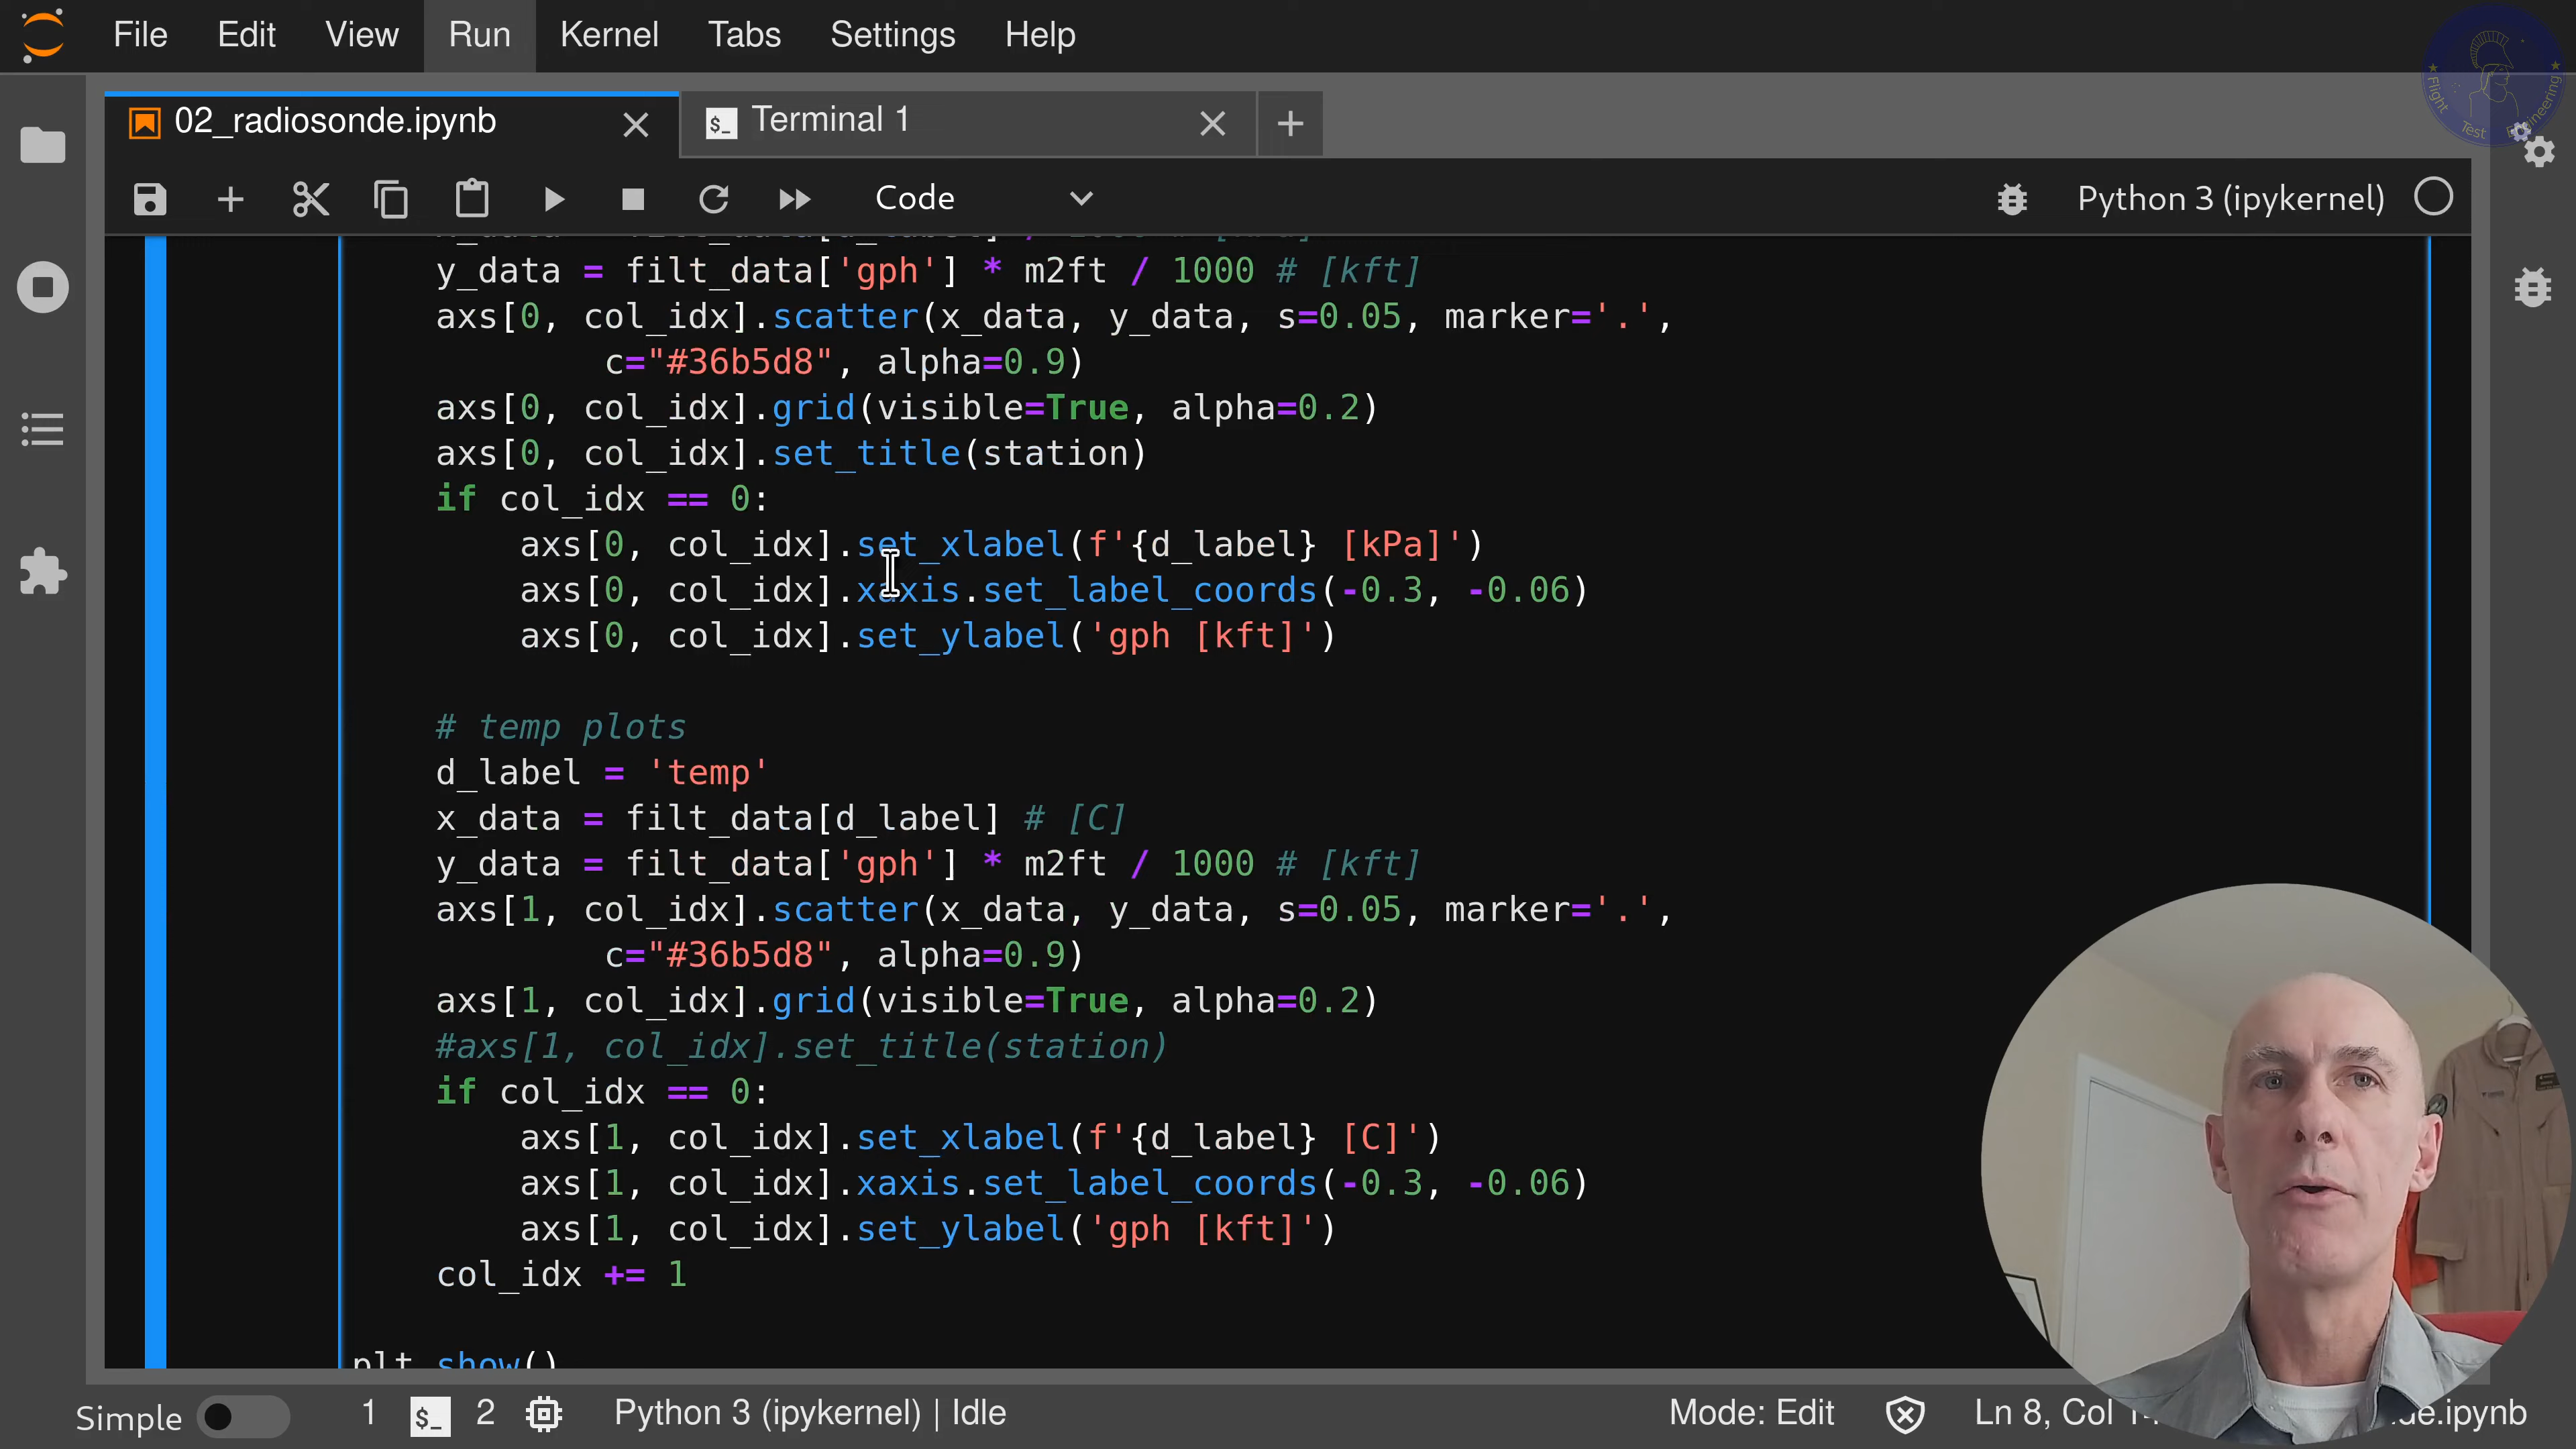 File Edit View Run Kernel Tabs Settings Help
02_radiosonde.ipynb
Terminal 1
Code
Python 3 (ipykernel)
y_data = filt_data['gph'] * m2ft / 1000 # [kft]
axs[0, col_idx].scatter(x_data, y_data, s=0.05, marker='.',
c="#36b5d8", alpha=0.9)
axs[0, col_idx].grid(visible=True, alpha=0.2)
axs[0, col_idx].set_title(station)
if col_idx == 0:
axs[0, col_idx].set_xlabel(f'{d_label} [kPa]')
axs[0, col_idx].xaxis.set_label_coords(-0.3, -0.06)
axs[0, col_idx].set_ylabel('gph [kft]')
# temp plots
d_label = 'temp'
x_data = filt_data[d_label] # [C]
y_data = filt_data['gph'] * m2ft / 1000 # [kft]
axs[1, col_idx].scatter(x_data, y_data, s=0.05, marker='.',
c="#36b5d8", alpha=0.9)
axs[1, col_idx].grid(visible=True, alpha=0.2)
#axs[1, col_idx].set_title(station)
if col_idx == 0:
axs[1, col_idx].set_xlabel(f'{d_label} [C]')
axs[1, col_idx].xaxis.set_label_coords(-0.3, -0.06)
axs[1, col_idx].set_ylabel('gph [kft]')
col_idx += 1
plt.show()
Simple 1 $_ 2 Python 3 (ipykernel) | Idle
Mode: Edit Ln 8, Col de.ipynb
Flight Test Engineering